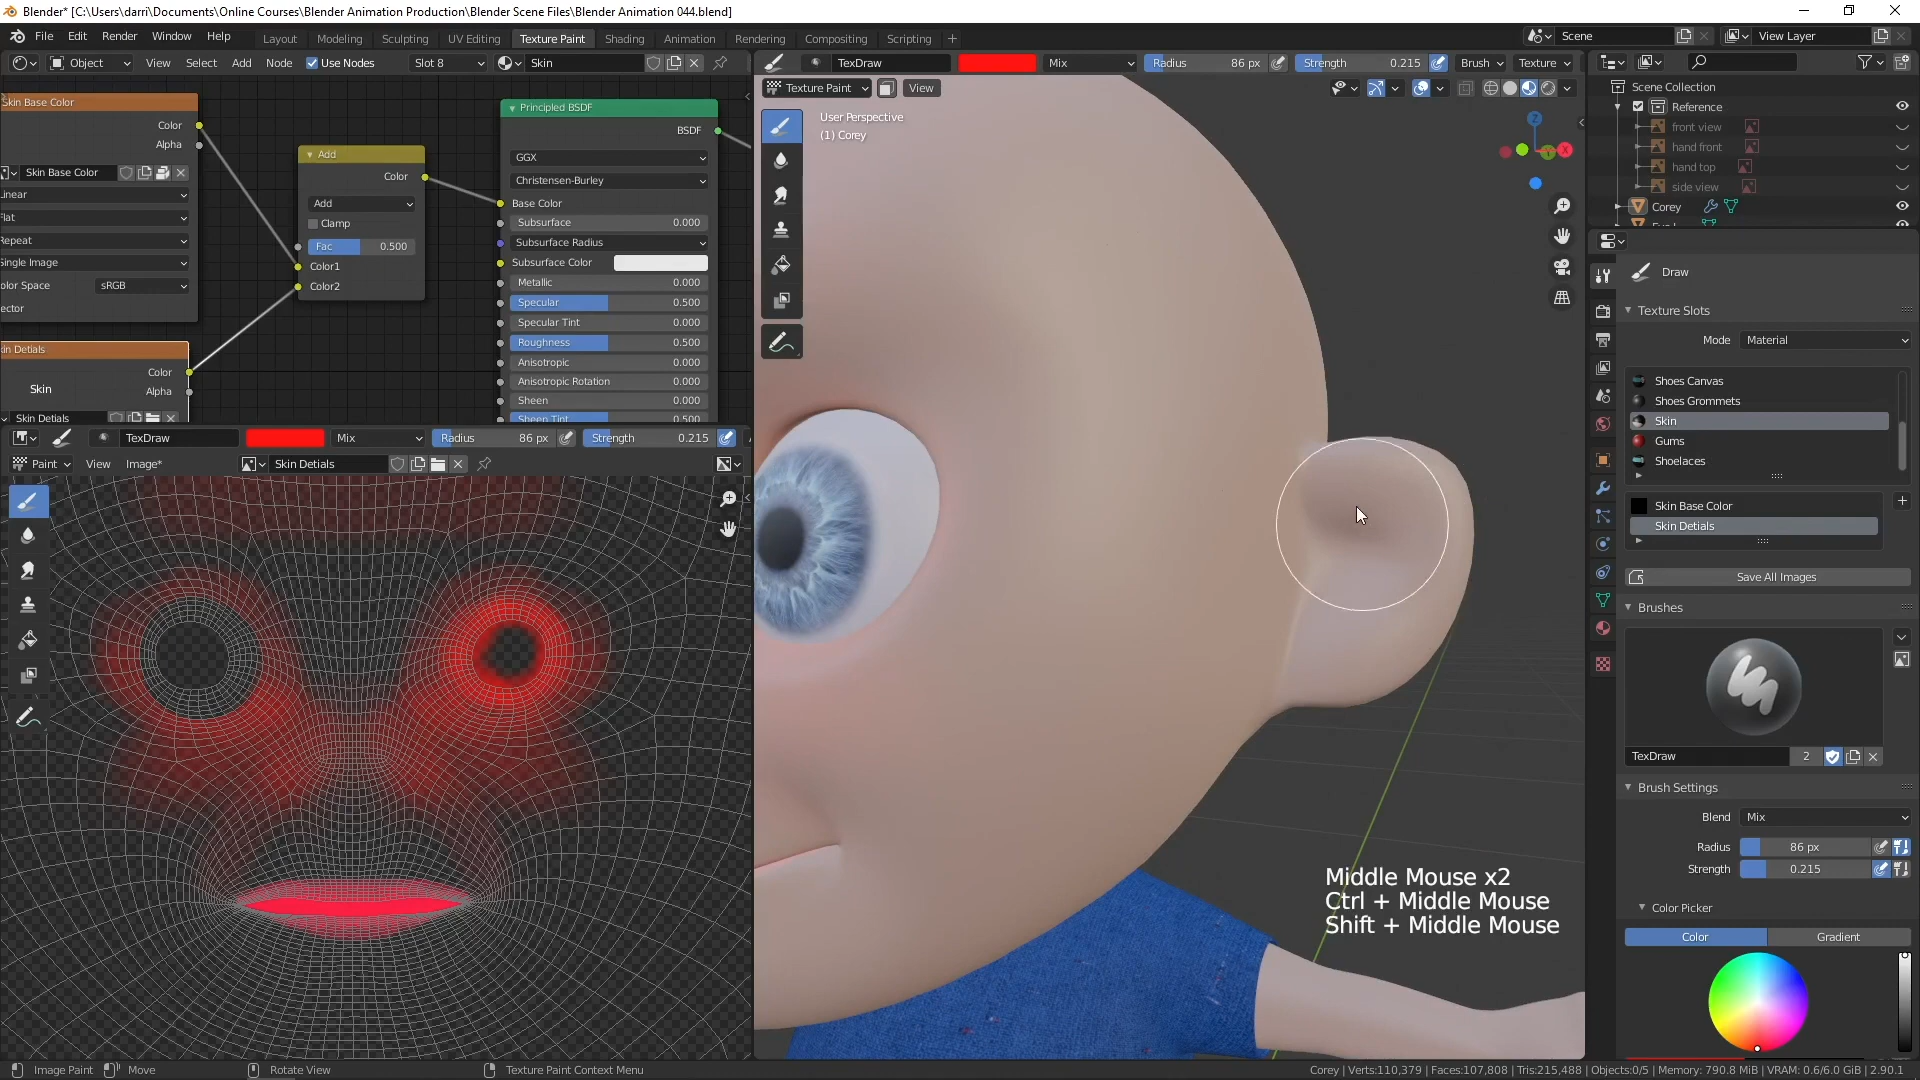 Blender* [C:\Users\darri\Documents\Online Courses\Blender Animation Production\Blender Scene Files\Blender Animation 044.blend]
File Edit Render Window Help Layout Modeling Sculpting UV Editing Texture Paint Shading Animation Rendering Compositing Scripting + Scene View Layer
Object View Select Add Node Use Nodes Slot 8 Skin
TexDraw Mix Radius 86 px Strength 0.215 Brush Texture
Texture Paint View
User Perspective
(1) Corey
Skin Base Color
Color
Alpha
Skin Base Color
Linear
Flat
Repeat
Single Image
Color Space sRGB
Vector
Skin Detials
Color
Skin
Alpha
Skin Detials
Add
Color
Add
Clamp
Fac 0.500
Color1
Color2
Principled BSDF
BSDF
GGX
Christensen-Burley
Base Color
Subsurface 0.000
Subsurface Radius
Subsurface Color
Metallic 0.000
Specular 0.500
Specular Tint 0.000
Roughness 0.500
Anisotropic 0.000
Anisotropic Rotation 0.000
Sheen 0.000
Sheen Tint 0.500
TexDraw Mix Radius 86 px Strength 0.215
Paint View Image* Skin Detials
Z
X
Middle Mouse x2
Ctrl + Middle Mouse
Shift + Middle Mouse
Scene Collection
Reference
front view
hand front
hand top
side view
Corey
Draw
Texture Slots
Mode Material
Shoes Canvas
Shoes Grommets
Skin
Gums
Shoelaces
Skin Base Color
Skin Detials
Save All Images
Brushes
TexDraw 2
Brush Settings
Blend Mix
Radius 86 px
Strength 0.215
Color Picker
Color Gradient
Image Paint Move Rotate View Texture Paint Context Menu Corey | Verts:110,379 | Faces:107,808 | Tris:215,488 | Objects:0/5 | Memory: 790.8 MiB | VRAM: 0.6/6.0 GiB | 2.90.1